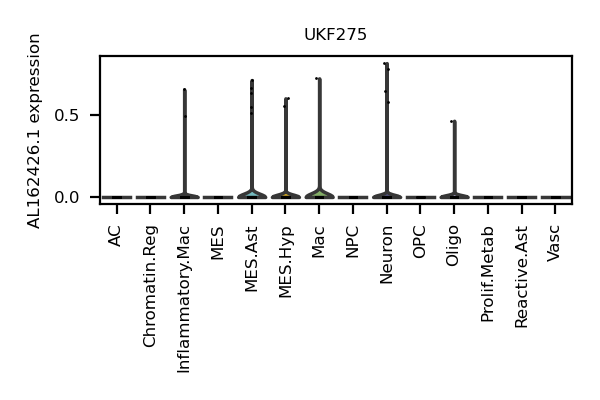 UKF275
AL162426.1 expression
0.5
0.0
AC
Chromatin.Reg
Inflammatory.Mac
MES
MES.Ast
MES.Hyp
Mac
NPC
Neuron
OPC
Oligo
Prolif.Metab
Reactive.Ast
Vasc